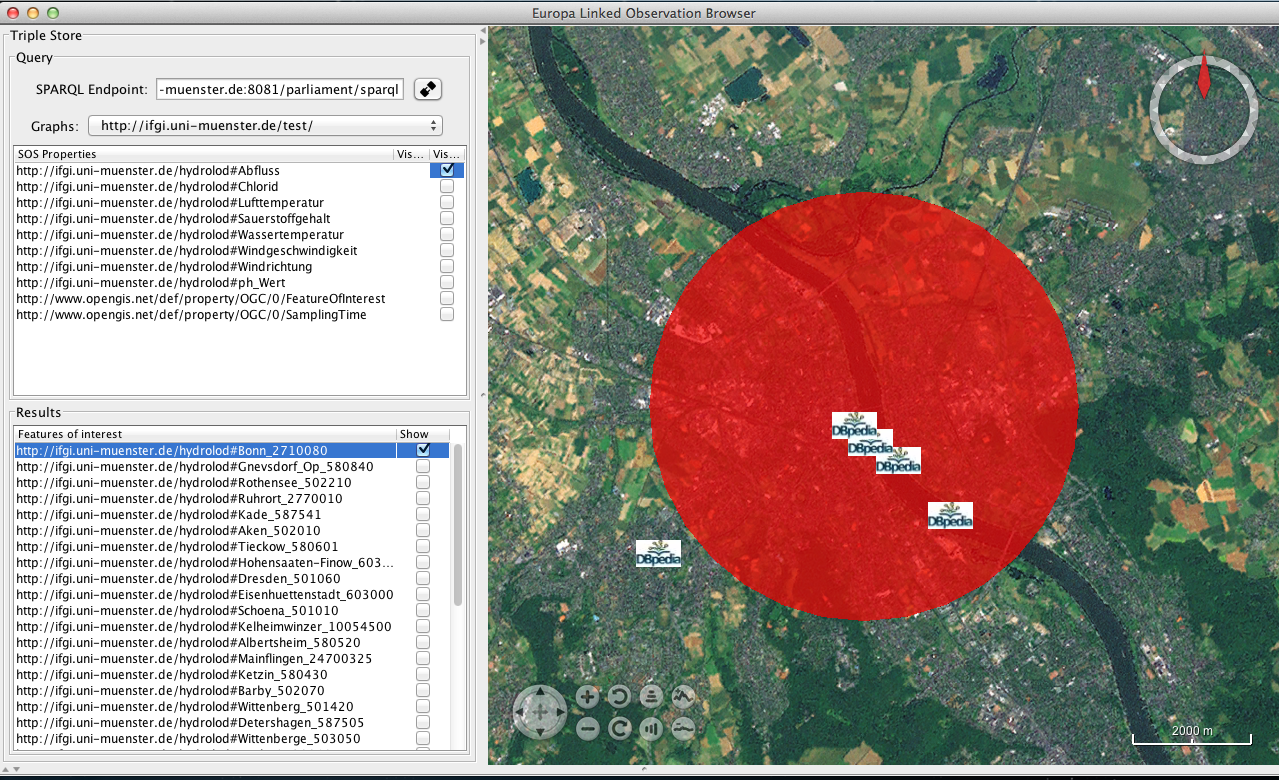 Europa Linked Observation Browser
Triple Store
Query
SPARQL Endpoint: -muenster.de:8081/parliament/sparql
Graphs: http://ifgi.uni-muenster.de/test/
SOS Properties Vis... Vis...
http://ifgi.uni-muenster.de/hydrolod#Abfluss
http://ifgi.uni-muenster.de/hydrolod#Chlorid
http://ifgi.uni-muenster.de/hydrolod#Lufttemperatur
http://ifgi.uni-muenster.de/hydrolod#Sauerstoffgehalt
http://ifgi.uni-muenster.de/hydrolod#Wassertemperatur
http://ifgi.uni-muenster.de/hydrolod#Windgeschwindigkeit
http://ifgi.uni-muenster.de/hydrolod#Windrichtung
http://ifgi.uni-muenster.de/hydrolod#ph_Wert
http://www.opengis.net/def/property/OGC/0/FeatureOfInterest
http://www.opengis.net/def/property/OGC/0/SamplingTime
Results
Features of interest Show
http://ifgi.uni-muenster.de/hydrolod#Bonn_2710080
http://ifgi.uni-muenster.de/hydrolod#Gnevsdorf_Op_580840
http://ifgi.uni-muenster.de/hydrolod#Rothensee_502210
http://ifgi.uni-muenster.de/hydrolod#Ruhrort_2770010
http://ifgi.uni-muenster.de/hydrolod#Kade_587541
http://ifgi.uni-muenster.de/hydrolod#Aken_502010
http://ifgi.uni-muenster.de/hydrolod#Tieckow_580601
http://ifgi.uni-muenster.de/hydrolod#Hohensaaten-Finow_603...
http://ifgi.uni-muenster.de/hydrolod#Dresden_501060
http://ifgi.uni-muenster.de/hydrolod#Eisenhuettenstadt_603000
http://ifgi.uni-muenster.de/hydrolod#Schoena_501010
http://ifgi.uni-muenster.de/hydrolod#Kelheimwinzer_10054500
http://ifgi.uni-muenster.de/hydrolod#Albertsheim_580520
http://ifgi.uni-muenster.de/hydrolod#Mainflingen_24700325
http://ifgi.uni-muenster.de/hydrolod#Ketzin_580430
http://ifgi.uni-muenster.de/hydrolod#Barby_502070
http://ifgi.uni-muenster.de/hydrolod#Wittenberg_501420
http://ifgi.uni-muenster.de/hydrolod#Detershagen_587505
http://ifgi.uni-muenster.de/hydrolod#Wittenberge_503050
DBpedia
DBpedia
DBpedia
DBpedia
DBpedia
2000 m